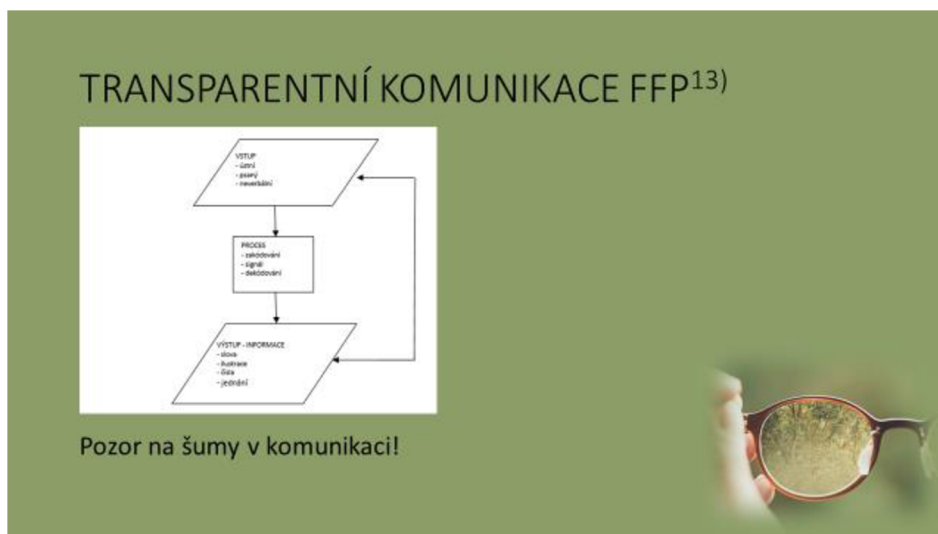 TRANSPARENTNÍ KOMUNIKACE FFP13)
VSTUP
- ústní
- psaný
- neverbální
PROCES
- zakódování
- signál
- dekódování
VÝSTUP - INFORMACE
- slova
- ilustrace
- čísla
- jednání
Pozor na šumy v komunikaci!